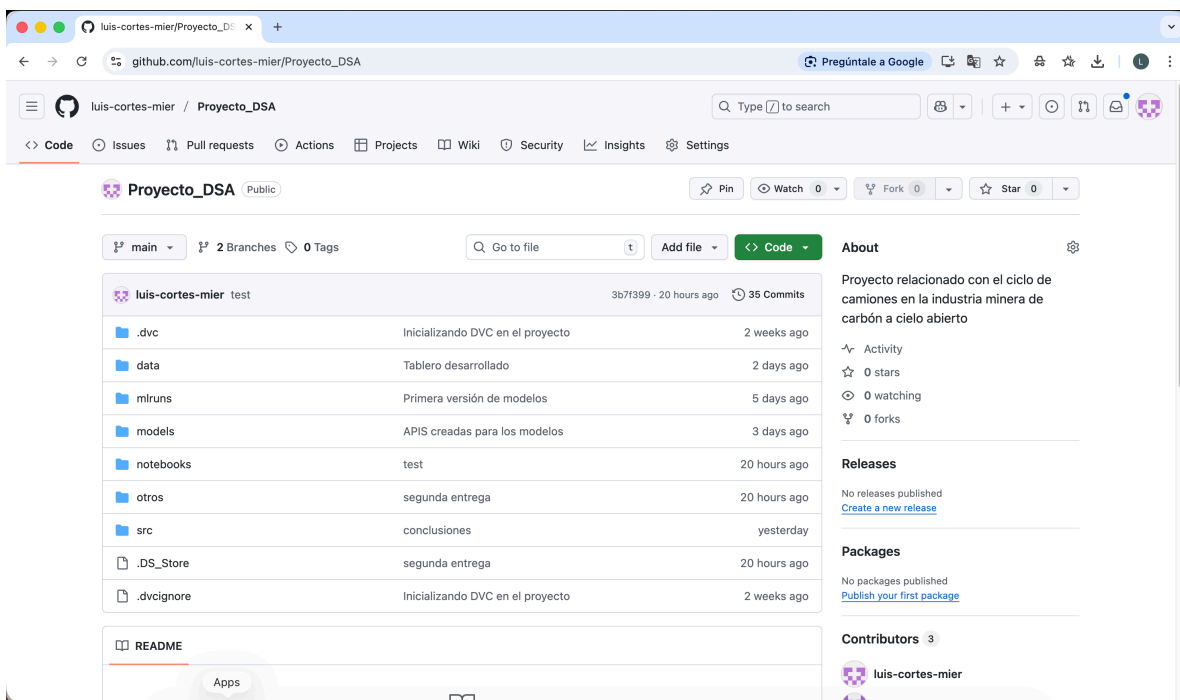 luis-cortes-mier/Proyecto_DS
github.com/luis-cortes-mier/Proyecto_DSA
Pregúntale a Google
L
luis-cortes-mier / Proyecto_DSA
Type / to search
Code
Issues
Pull requests
Actions
Projects
Wiki
Security
Insights
Settings
Proyecto_DSA Public
Pin
Watch 0
Fork 0
Star 0
main
2 Branches
0 Tags
Go to file t
Add file
<> Code
luis-cortes-mier test 3b7f399 · 20 hours ago 35 Commits
.dvc Inicializando DVC en el proyecto 2 weeks ago
data Tablero desarrollado 2 days ago
mlruns Primera versión de modelos 5 days ago
models APIS creadas para los modelos 3 days ago
notebooks test 20 hours ago
otros segunda entrega 20 hours ago
src conclusiones yesterday
.DS_Store segunda entrega 20 hours ago
.dvcignore Inicializando DVC en el proyecto 2 weeks ago
README
Apps
About
Proyecto relacionado con el ciclo de
camiones en la industria minera de
carbón a cielo abierto
Activity
0 stars
0 watching
0 forks
Releases
No releases published
Create a new release
Packages
No packages published
Publish your first package
Contributors 3
luis-cortes-mier